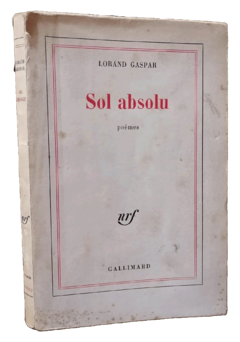 LORAND GASPAR
Sol absolu
poèmes
nrf
GALLIMARD